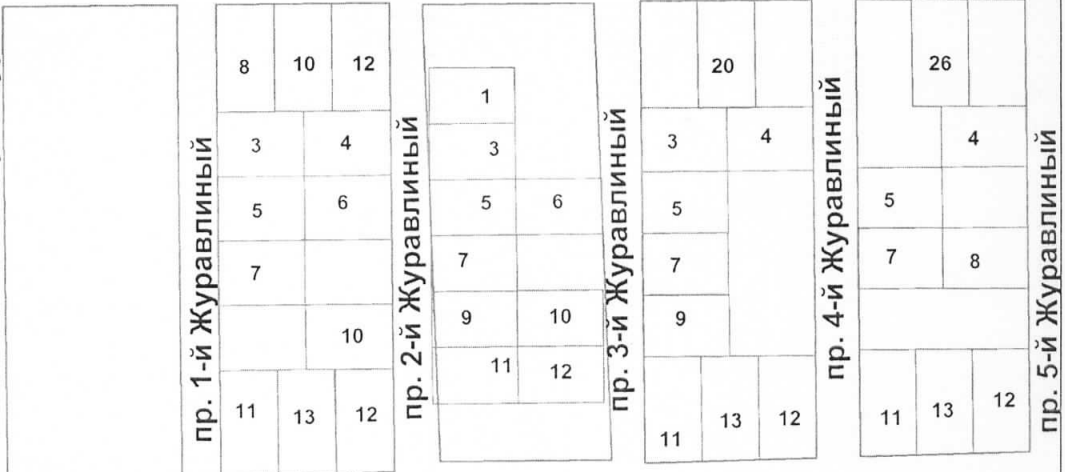 пр. 1-й Журавлиный
8 10 12
3 4
5 6
7
10
11 13 12
пр. 2-й Журавлиный
1
3
5 6
7
9 10
11 12
пр. 3-й Журавлиный
20
3 4
5
7
9
11 13 12
пр. 4-й Журавлиный
26
4
5
7 8
11 13 12
пр. 5-й Журавлиный